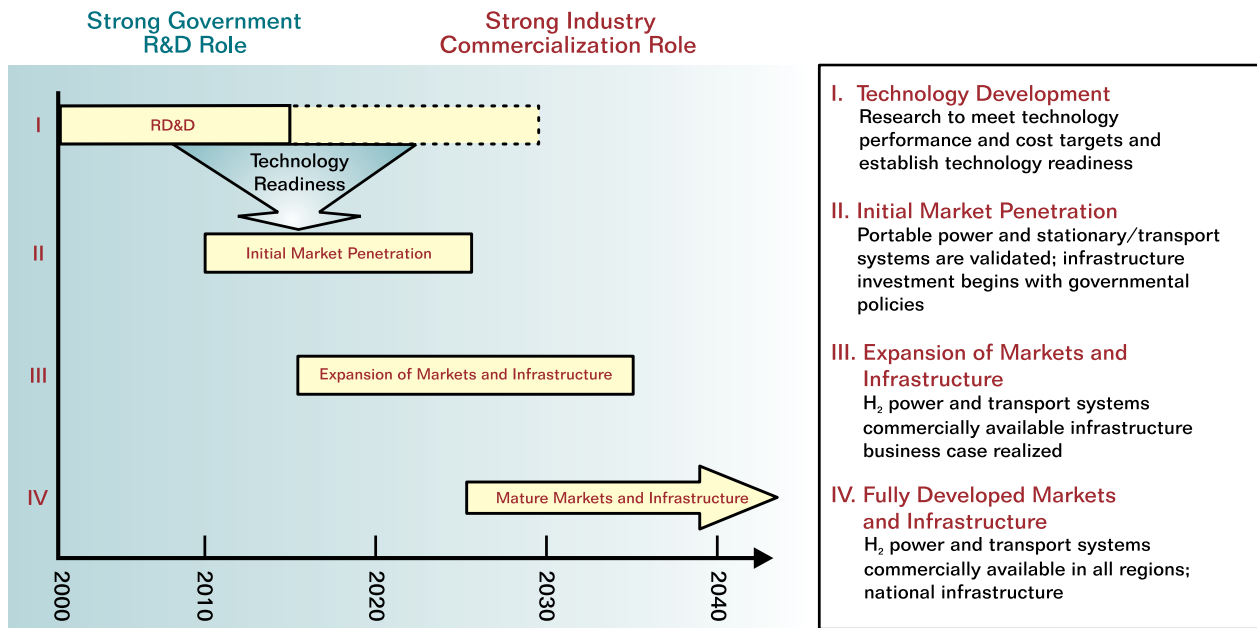 Strong Government
R&D Role
Strong Industry
Commercialization Role
I
RD&D
Technology
Readiness
II
Initial Market Penetration
III
Expansion of Markets and Infrastructure
IV
Mature Markets and Infrastructure
2000
2010
2020
2030
2040
I. Technology Development
Research to meet technology
performance and cost targets and
establish technology readiness
II. Initial Market Penetration
Portable power and stationary/transport
systems are validated; infrastructure
investment begins with governmental
policies
III. Expansion of Markets and
Infrastructure
H₂ power and transport systems
commercially available infrastructure
business case realized
IV. Fully Developed Markets
and Infrastructure
H₂ power and transport systems
commercially available in all regions;
national infrastructure